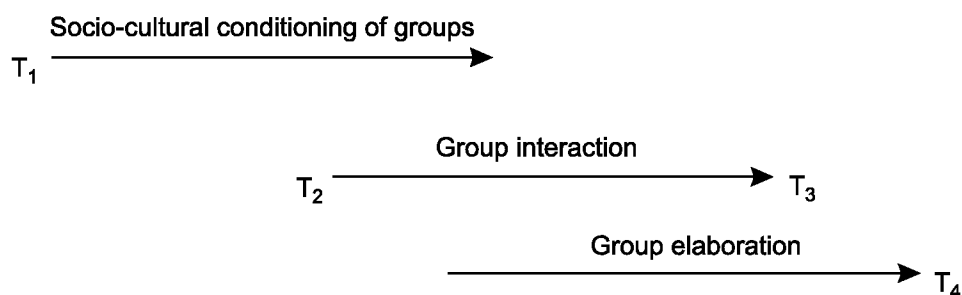 Socio-cultural conditioning of groups
T₁
Group interaction
T₂
T₃
Group elaboration
T₄